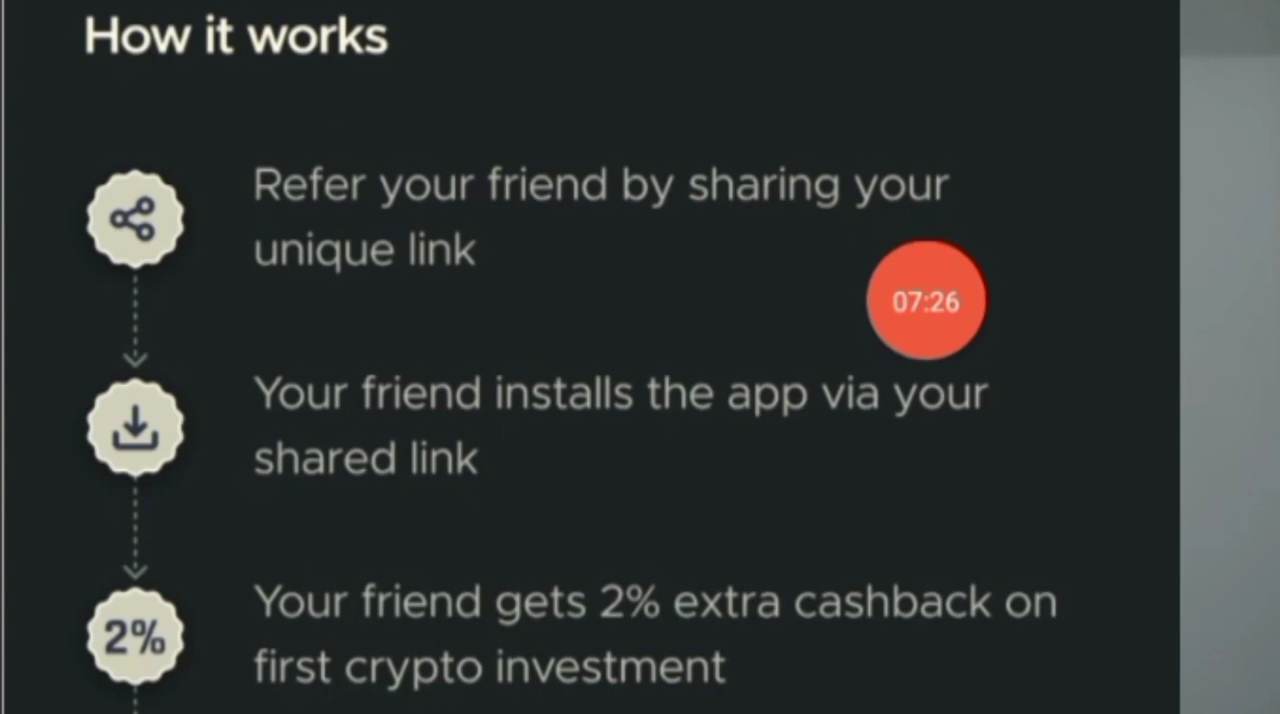 How it works
Refer your friend by sharing your
unique link
07:26
Your friend installs the app via your
shared link
2%
Your friend gets 2% extra cashback on
first crypto investment